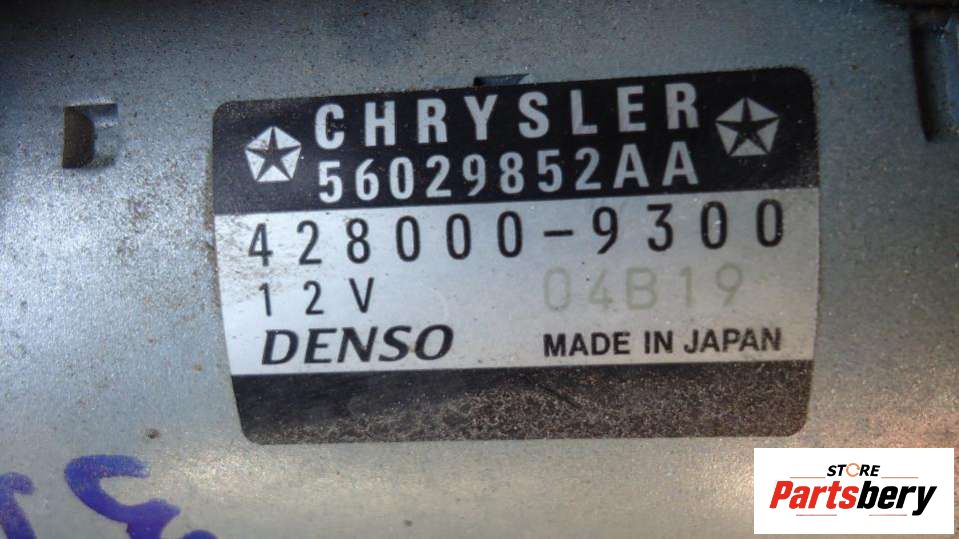 CHRYSLER
56029852AA
428000-9300
12V 04B19
DENSO MADE IN JAPAN
STORE
Partsbery